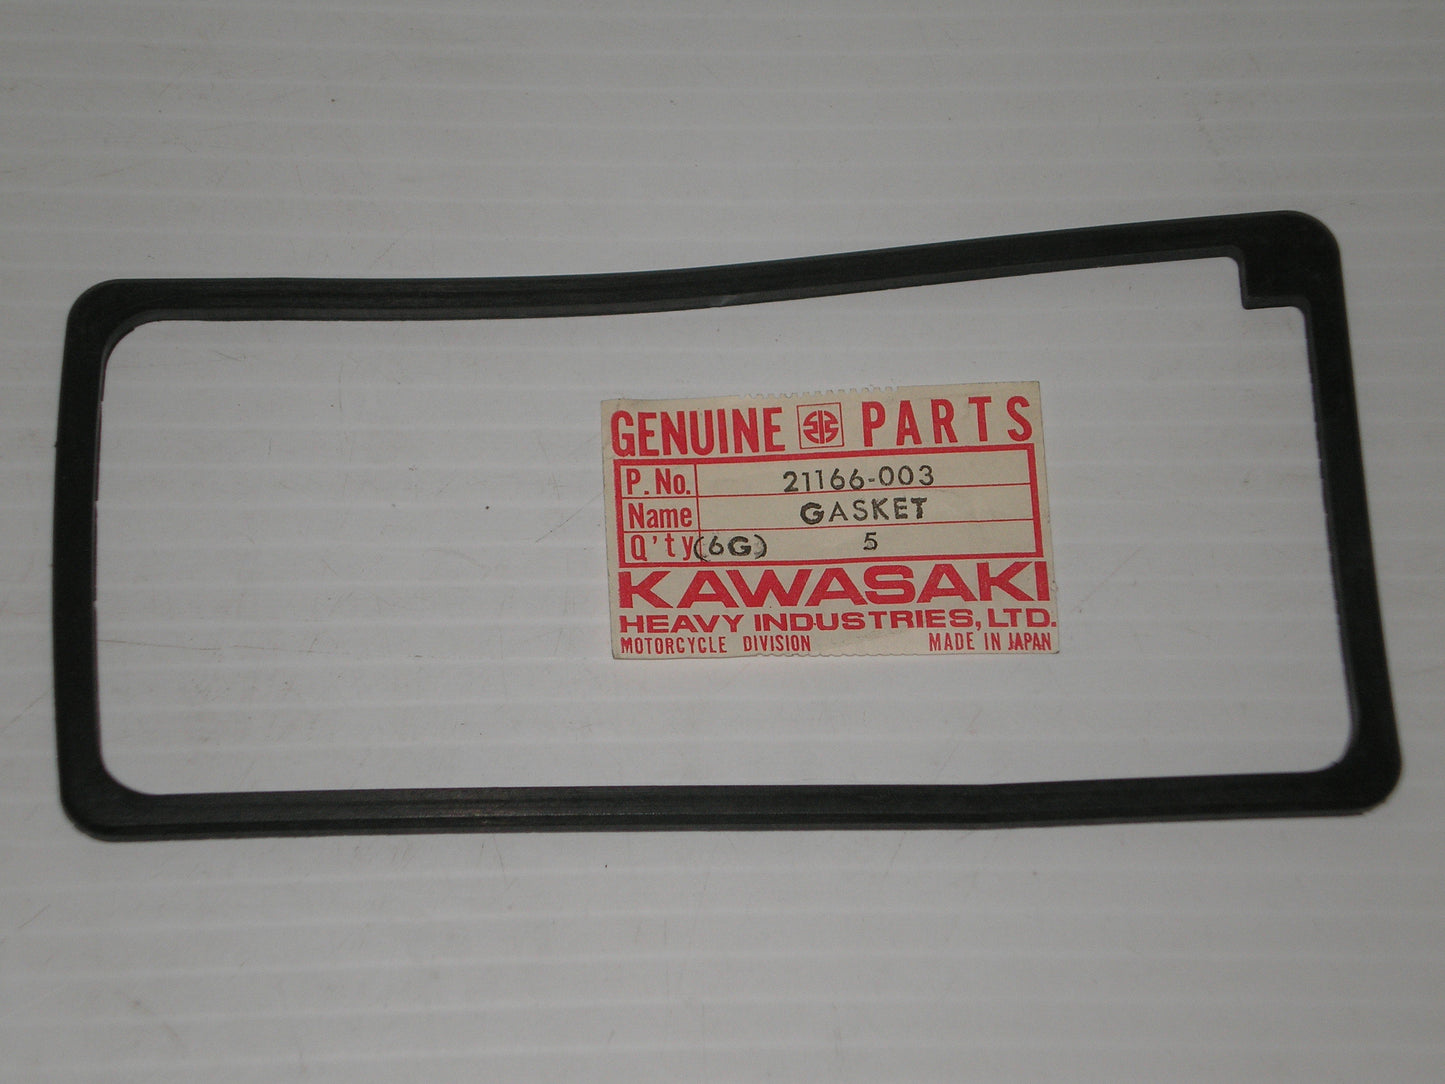 GENUINE PARTS
P. No. 21166-003
Name GASKET
Q'ty (6G) 5
KAWASAKI
HEAVY INDUSTRIES, LTD.
MOTORCYCLE DIVISION MADE IN JAPAN